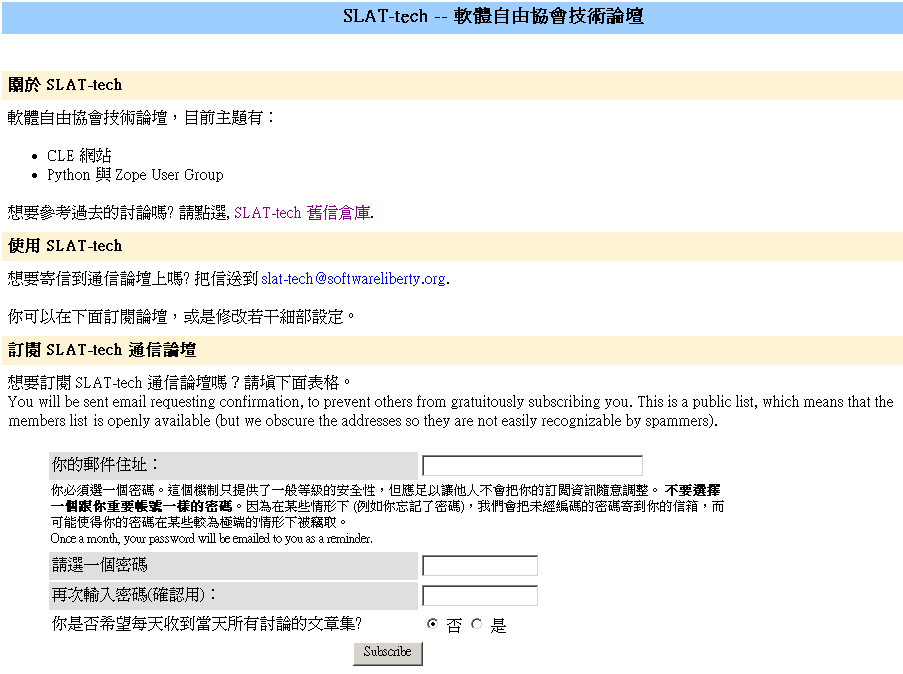 SLAT-tech -- 軟體自由協會技術論壇
關於 SLAT-tech
軟體自由協會技術論壇，目前主題有：
CLE 網站
Python 與 Zope User Group
想要參考過去的討論嗎? 請點選, SLAT-tech 舊信倉庫.
使用 SLAT-tech
想要寄信到通信論壇上嗎? 把信送到 slat-tech@softwareliberty.org.
你可以在下面訂閱論壇，或是修改若干細部設定。
訂閱 SLAT-tech 通信論壇
想要訂閱 SLAT-tech 通信論壇嗎？請填下面表格。
You will be sent email requesting confirmation, to prevent others from gratuitously subscribing you. This is a public list, which means that the
members list is openly available (but we obscure the addresses so they are not easily recognizable by spammers).
你的郵件住址：
你必須選一個密碼。這個機制只提供了一般等級的安全性，但應足以讓他人不會把你的訂閱資訊隨意調整。 不要選擇
一個跟你重要帳號一樣的密碼。因為在某些情形下 (例如你忘記了密碼)，我們會把未經編碼的密碼寄到你的信箱，而
可能使得你的密碼在某些較為極端的情形下被竊取。
Once a month, your password will be emailed to you as a reminder.
請選一個密碼
再次輸入密碼(確認用)：
你是否希望每天收到當天所有討論的文章集? 否 是
Subscribe